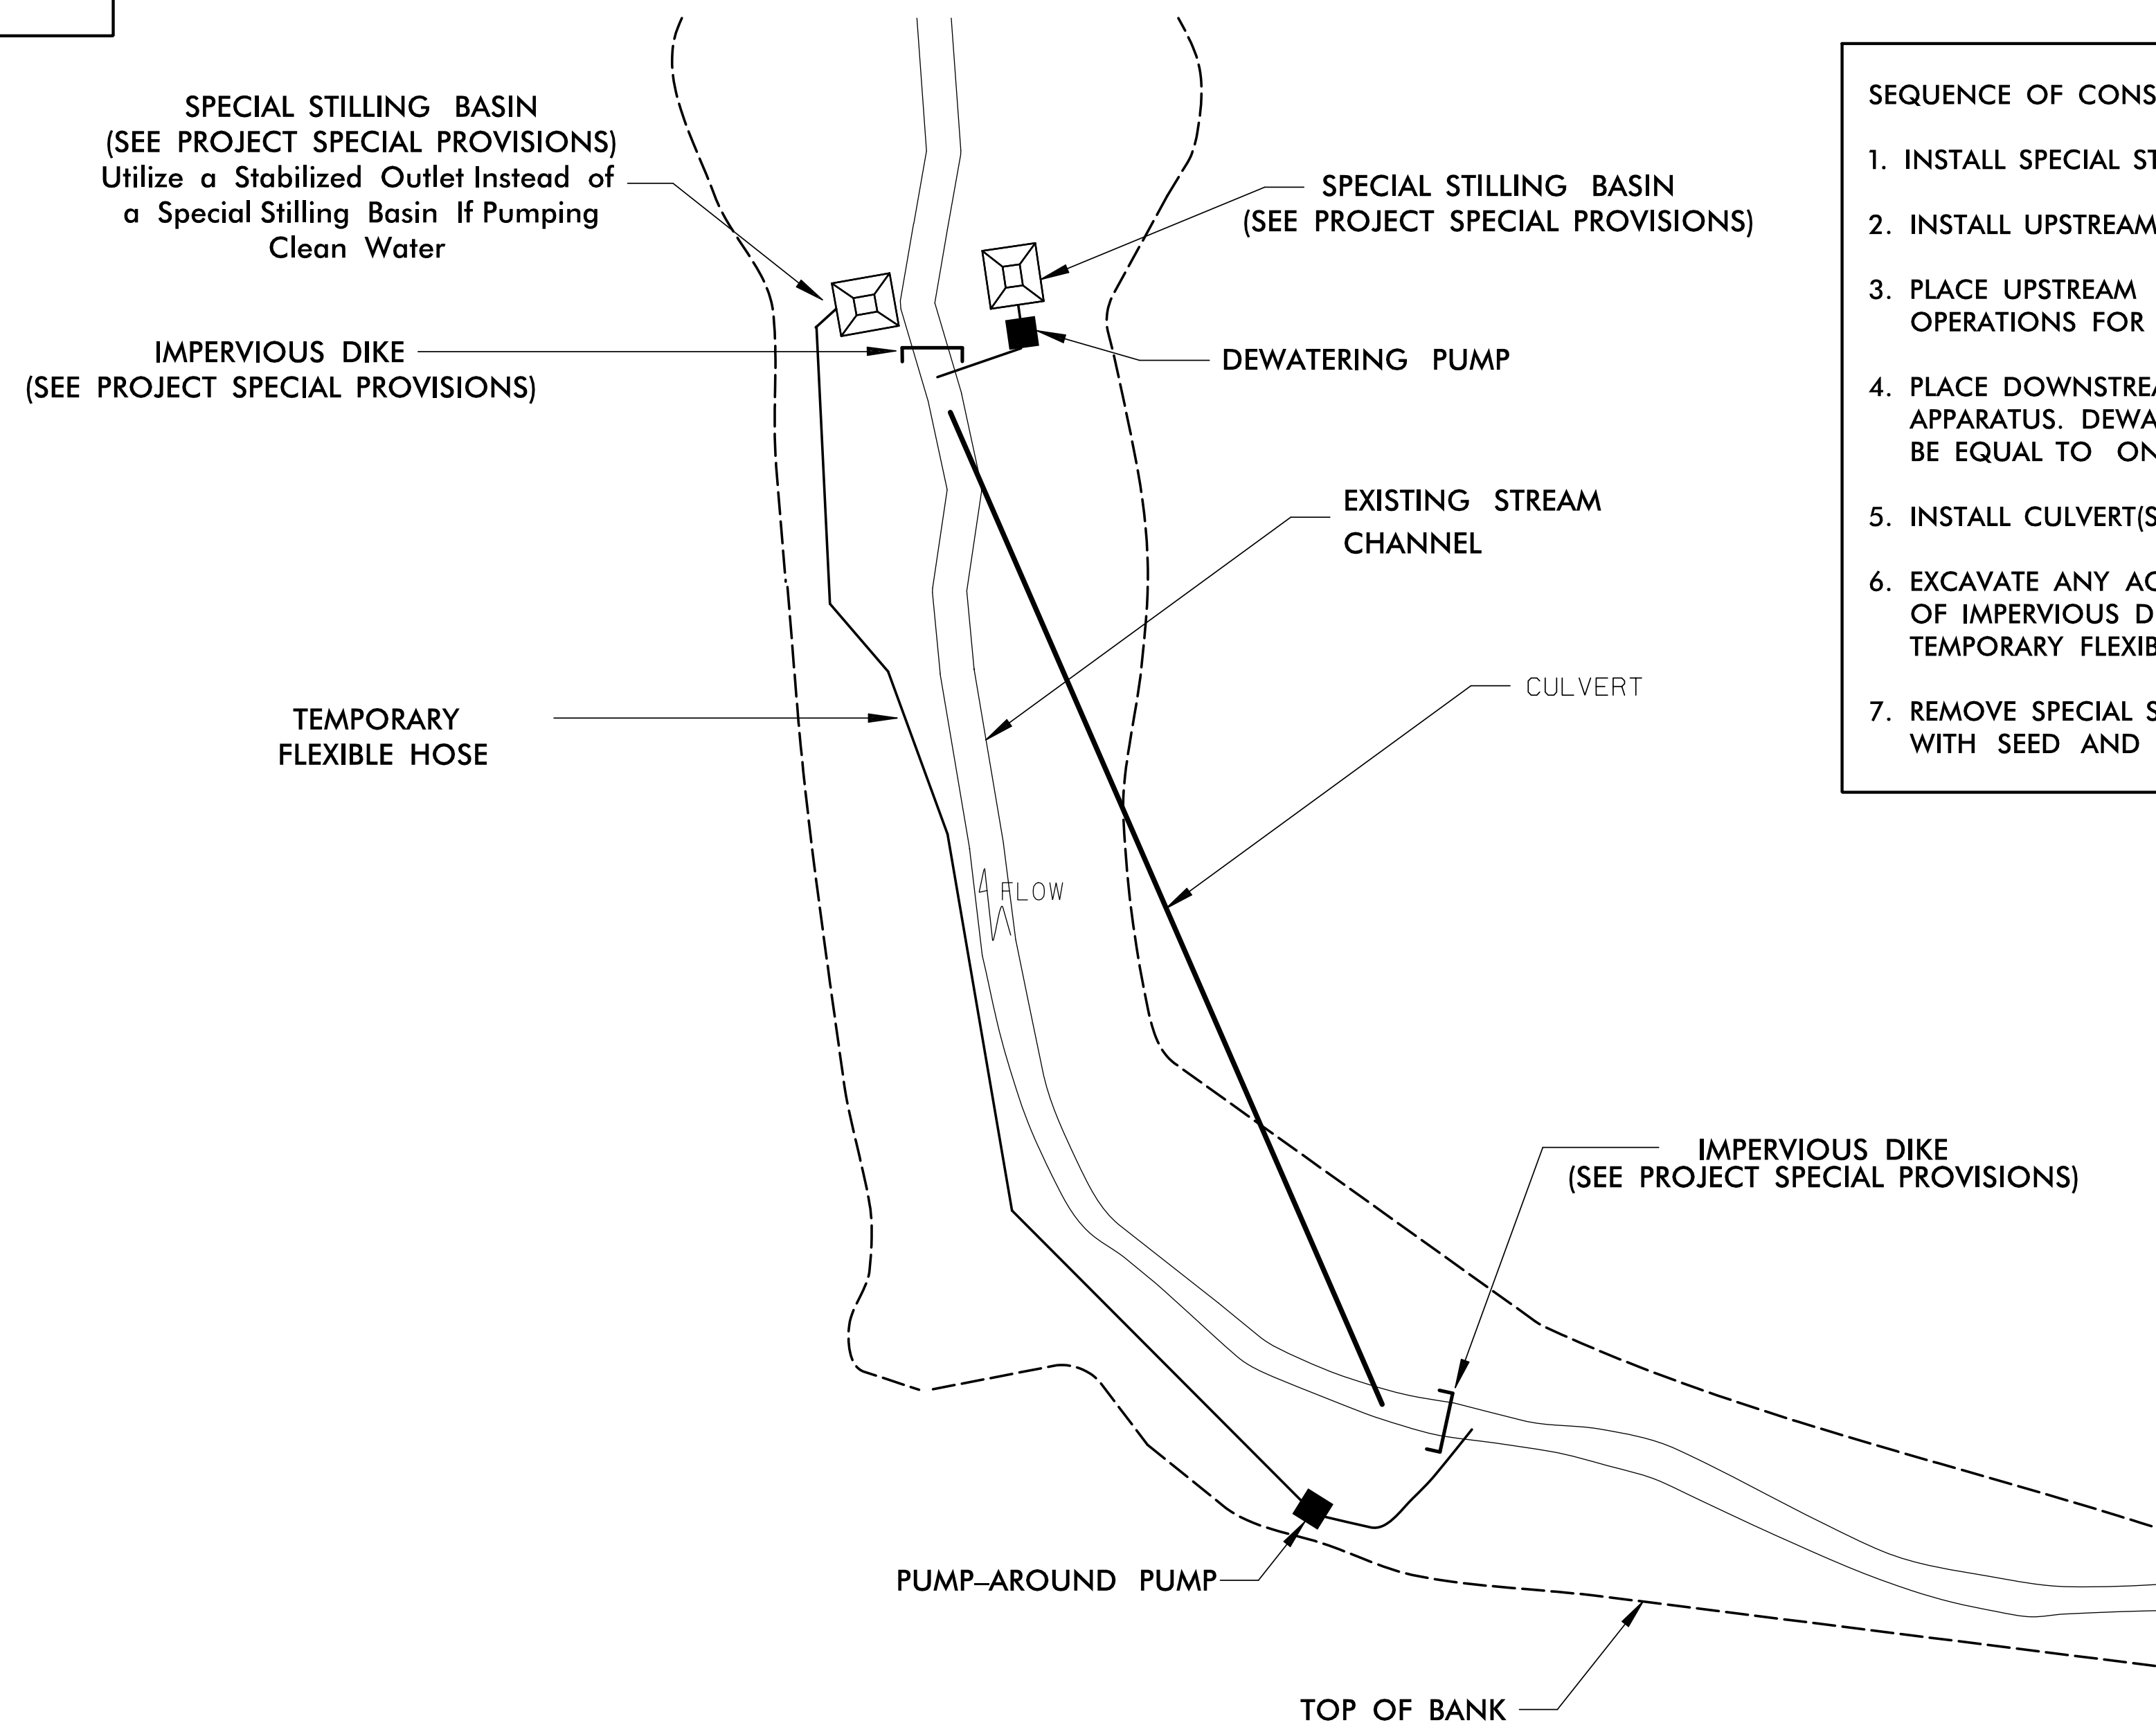 SPECIAL STILLING BASIN
(SEE PROJECT SPECIAL PROVISIONS)
Utilize a Stabilized Outlet Instead of
a Special Stilling Basin If Pumping
Clean Water
IMPERVIOUS DIKE
(SEE PROJECT SPECIAL PROVISIONS)
SPECIAL STILLING BASIN
(SEE PROJECT SPECIAL PROVISIONS)
DEWATERING PUMP
EXISTING STREAM
CHANNEL
CULVERT
TEMPORARY
FLEXIBLE HOSE
FLOW
IMPERVIOUS DIKE
(SEE PROJECT SPECIAL PROVISIONS)
PUMP-AROUND PUMP
TOP OF BANK
SEQUENCE OF CONS
1. INSTALL SPECIAL ST
2. INSTALL UPSTREAM
3. PLACE UPSTREAM
OPERATIONS FOR
4. PLACE DOWNSTREA
APPARATUS. DEWA
BE EQUAL TO ON
5. INSTALL CULVERT(S
6. EXCAVATE ANY AC
OF IMPERVIOUS D
TEMPORARY FLEXIB
7. REMOVE SPECIAL S
WITH SEED AND